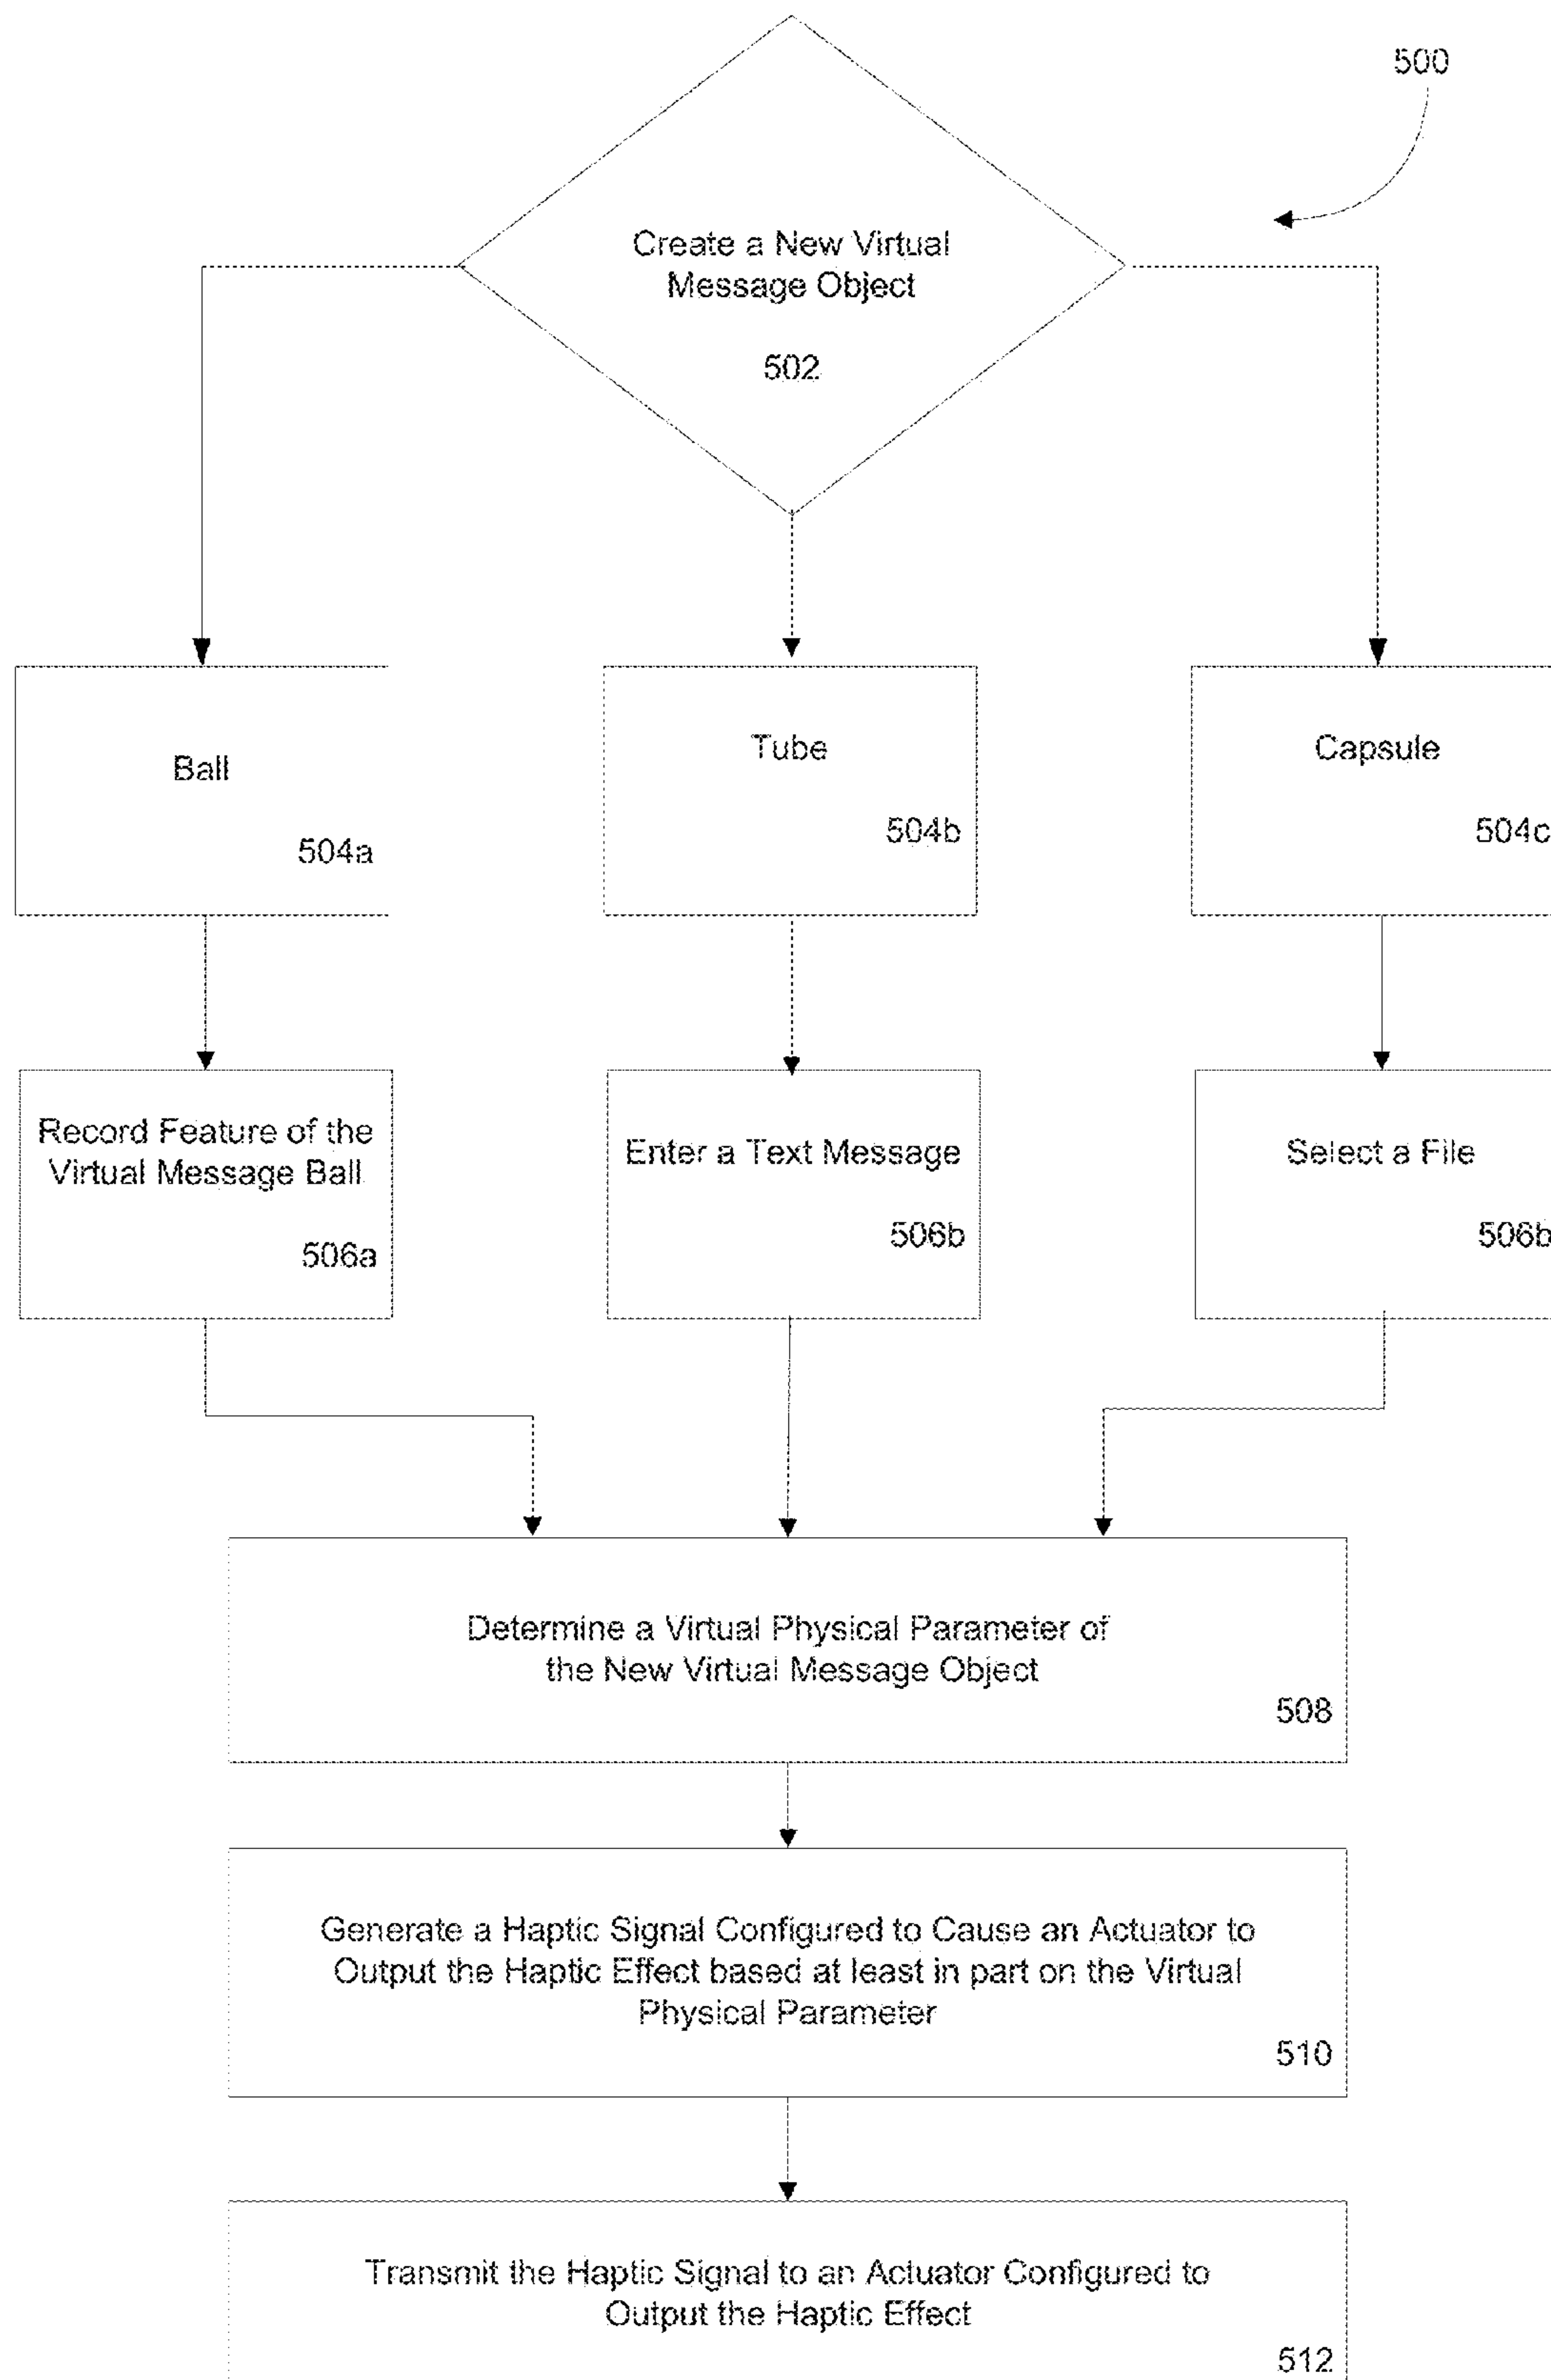 500
Create a New Virtual
Message Object
502
Ball
504a
Tube
504b
Capsule
504c
Record Feature of the
Virtual Message Ball
506a
Enter a Text Message
506b
Select a File
506b
Determine a Virtual Physical Parameter of
the New Virtual Message Object
508
Generate a Haptic Signal Configured to Cause an Actuator to
Output the Haptic Effect based at least in part on the Virtual
Physical Parameter
510
Transmit the Haptic Signal to an Actuator Configured to
Output the Haptic Effect
512